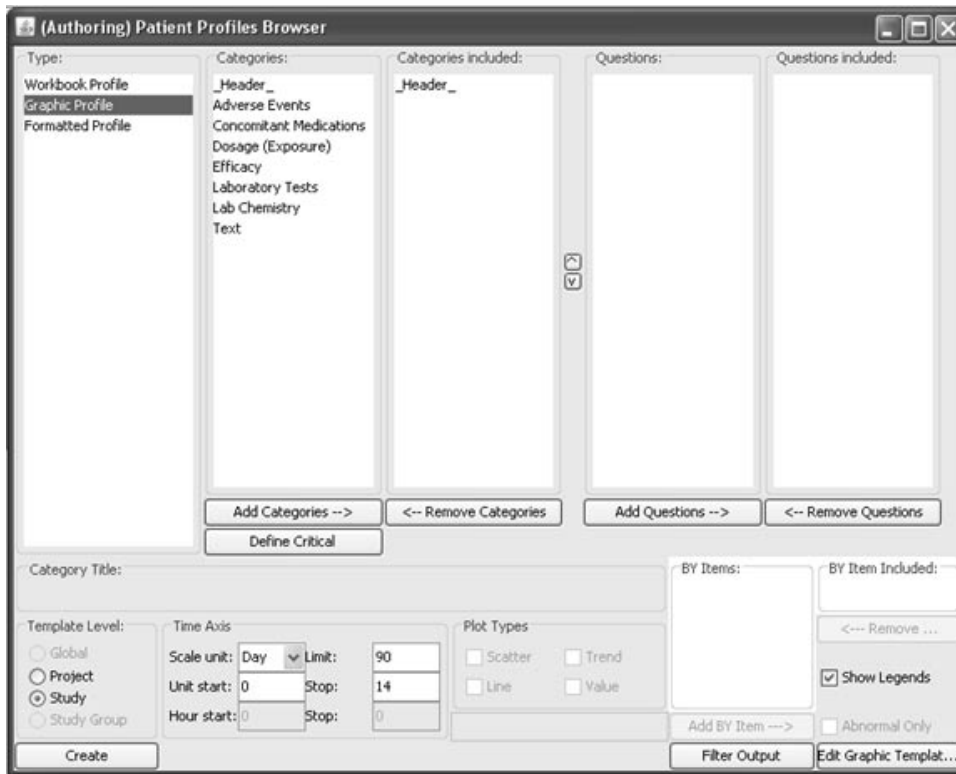 (Authoring) Patient Profiles Browser
Type:
Workbook Profile
Graphic Profile
Formatted Profile
Categories:
_Header_
Adverse Events
Concomitant Medications
Dosage (Exposure)
Efficacy
Laboratory Tests
Lab Chemistry
Text
Categories included:
_Header_
Questions:
Questions included:
Add Categories -->
<-- Remove Categories
Add Questions -->
<-- Remove Questions
Define Critical
Category Title:
BY Items:
BY Item Included:
Template Level:
Global
Project
Study
Study Group
Time Axis
Scale unit: Day Limit: 90
Unit start: 0 Stop: 14
Hour start: 0 Stop: 0
Plot Types
Scatter Trend
Line Value
<--- Remove ...
Show Legends
Add BY Item --->
Abnormal Only
Create
Filter Output
Edit Graphic Templat...